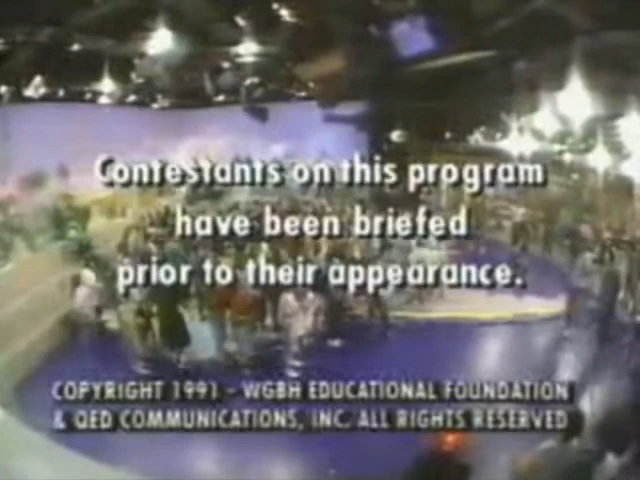 Contestants on this program
have been briefed
prior to their appearance.
COPYRIGHT 1991 - WGBH EDUCATIONAL FOUNDATION
& QED COMMUNICATIONS, INC. ALL RIGHTS RESERVED